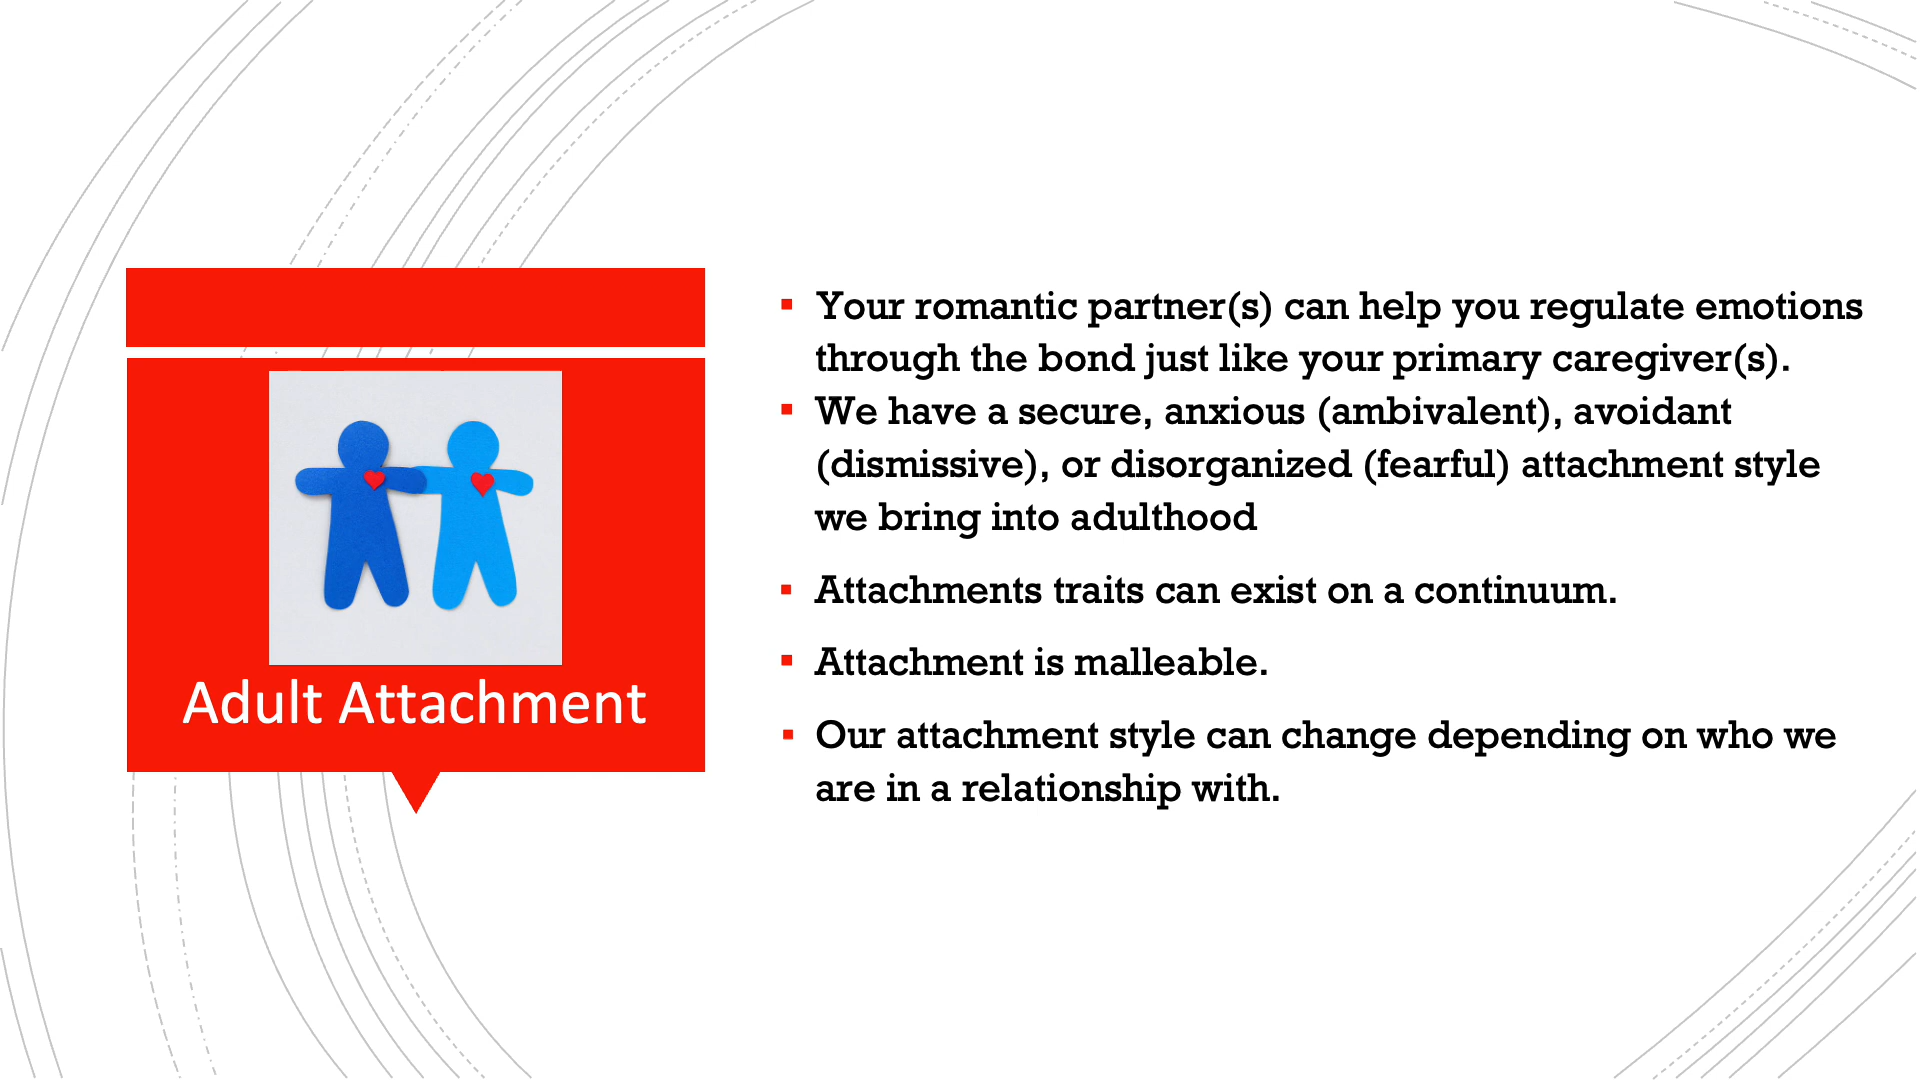 Adult Attachment
Your romantic partner(s) can help you regulate emotions
through the bond just like your primary caregiver(s).
We have a secure, anxious (ambivalent), avoidant
(dismissive), or disorganized (fearful) attachment style
we bring into adulthood
Attachments traits can exist on a continuum.
Attachment is malleable.
Our attachment style can change depending on who we
are in a relationship with.